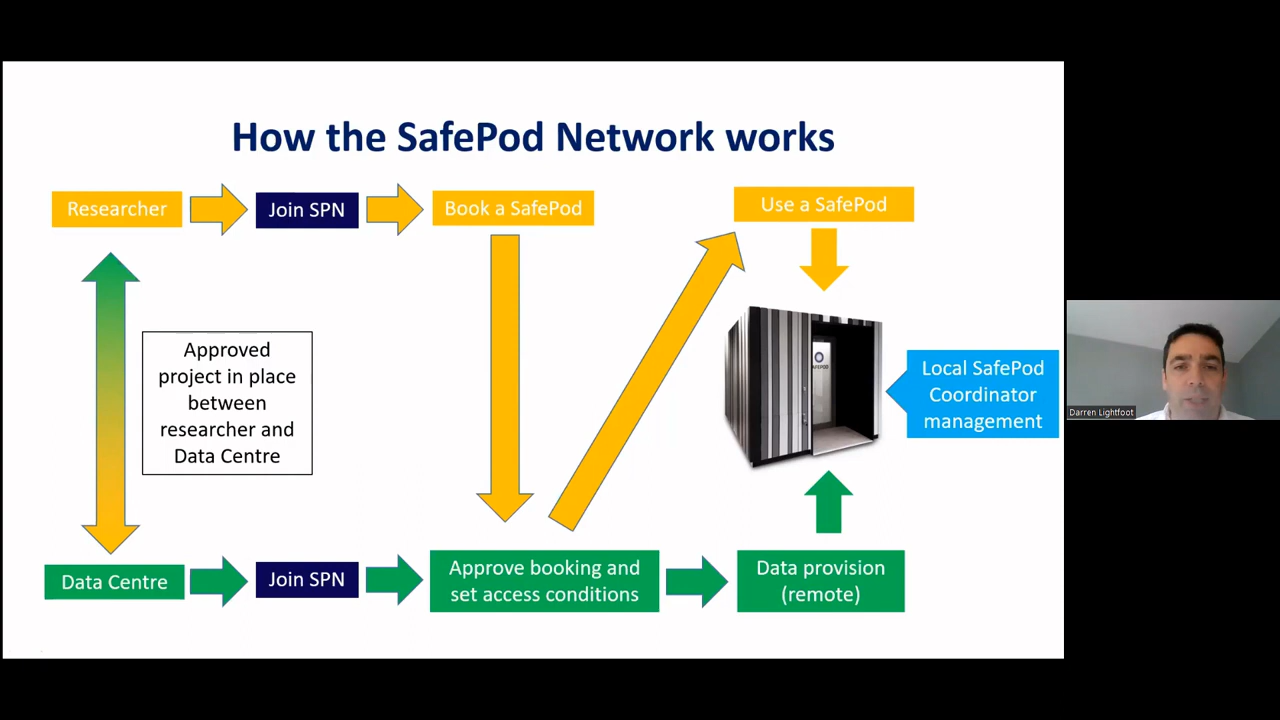 How the SafePod Network works
Researcher
Join SPN
Book a SafePod
Use a SafePod
Approved
project in place
between
researcher and
Data Centre
SAFEPOD
Local SafePod
Coordinator
management
Darren Lightfoot
Data Centre
Join SPN
Approve booking and
set access conditions
Data provision
(remote)